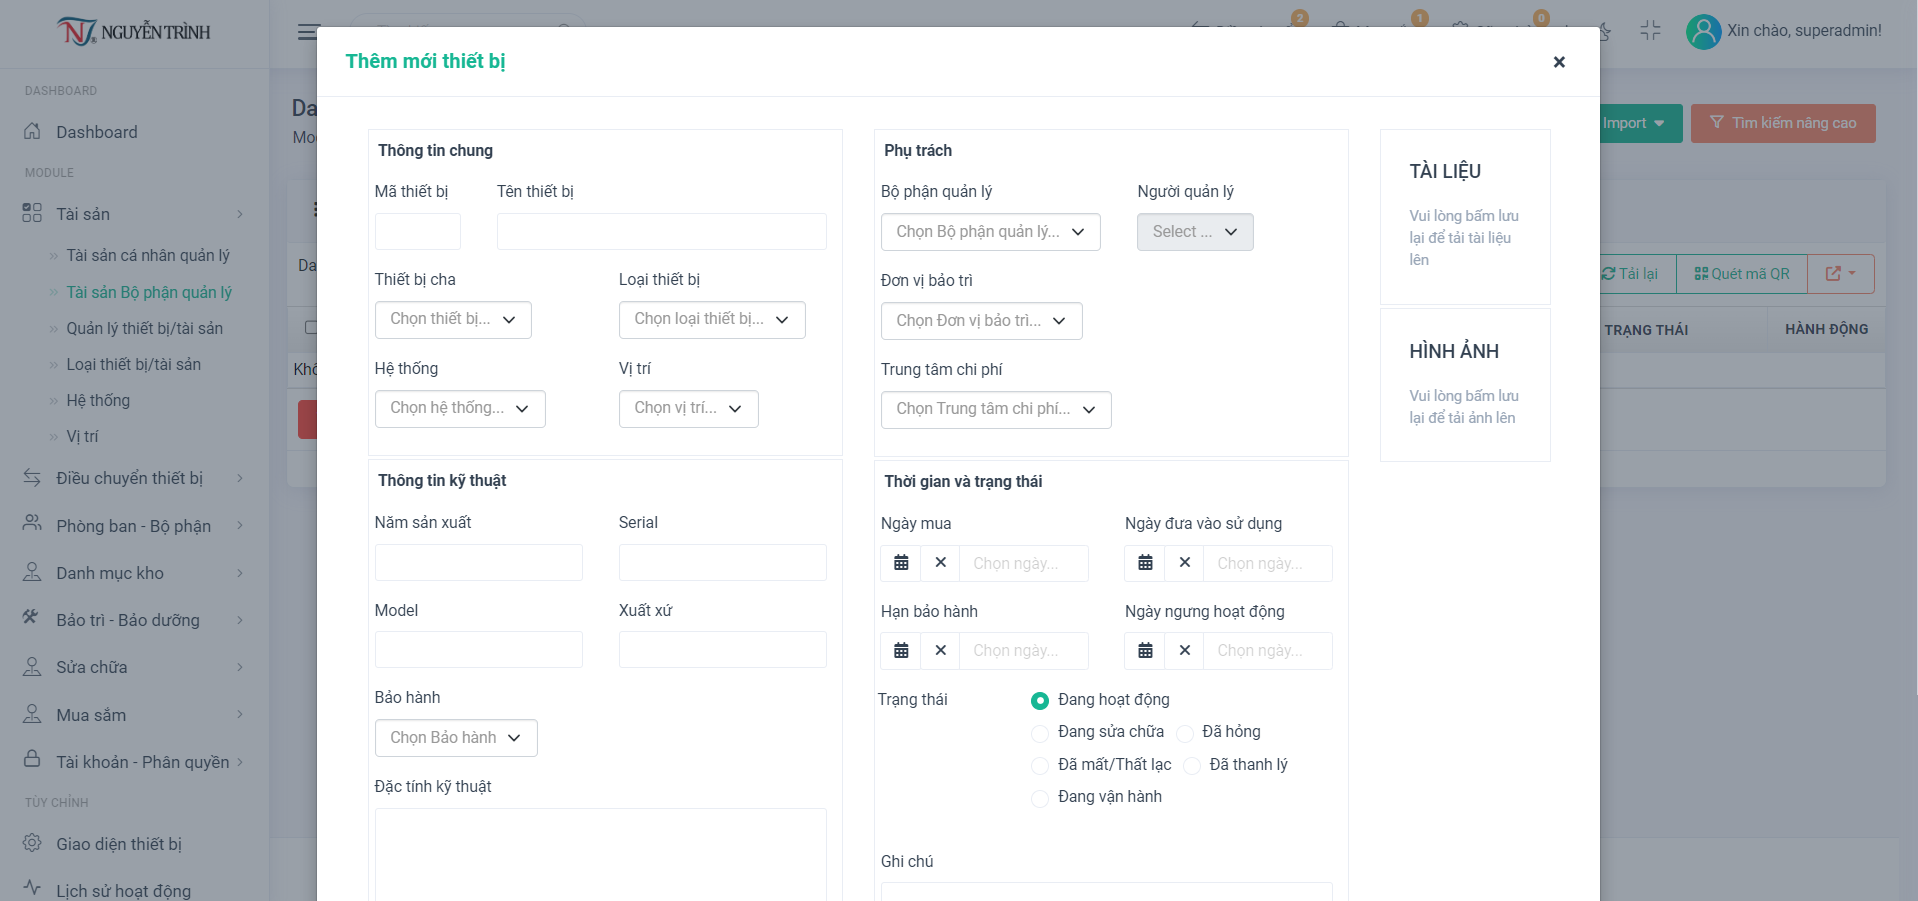 NGUYỄN TRÌNH
2
1
0
Xin chào, superadmin!
DASHBOARD
Dashboard
MODULE
Tài sản
Tài sản cá nhân quản lý
Tài sản Bộ phận quản lý
Quản lý thiết bị/tài sản
Loại thiết bị/tài sản
Hệ thống
Vị trí
Điều chuyển thiết bị
Phòng ban - Bộ phận
Danh mục kho
Bảo trì - Bảo dưỡng
Sửa chữa
Mua sắm
Tài khoản - Phân quyền
TÙY CHỈNH
Giao diện thiết bị
Lịch sử hoạt động
Import
Tìm kiếm nâng cao
Tải lại
Quét mã QR
TRẠNG THÁI
HÀNH ĐỘNG
Thêm mới thiết bị
Thông tin chung
Mã thiết bị
Tên thiết bị
Thiết bị cha
Loại thiết bị
Chọn thiết bị...
Chọn loại thiết bị...
Hệ thống
Vị trí
Chọn hệ thống...
Chọn vị trí...
Thông tin kỹ thuật
Năm sản xuất
Serial
Model
Xuất xứ
Bảo hành
Chọn Bảo hành
Đặc tính kỹ thuật
Phụ trách
Bộ phận quản lý
Người quản lý
Chọn Bộ phận quản lý...
Select ...
Đơn vị bảo trì
Chọn Đơn vị bảo trì...
Trung tâm chi phí
Chọn Trung tâm chi phí...
Thời gian và trạng thái
Ngày mua
Ngày đưa vào sử dụng
Chọn ngày...
Chọn ngày...
Hạn bảo hành
Ngày ngưng hoạt động
Chọn ngày...
Chọn ngày...
Trạng thái
Đang hoạt động
Đang sửa chữa
Đã hỏng
Đã mất/Thất lạc
Đã thanh lý
Đang vận hành
Ghi chú
TÀI LIỆU
Vui lòng bấm lưu
lại để tải tài liệu
lên
HÌNH ẢNH
Vui lòng bấm lưu
lại để tải ảnh lên